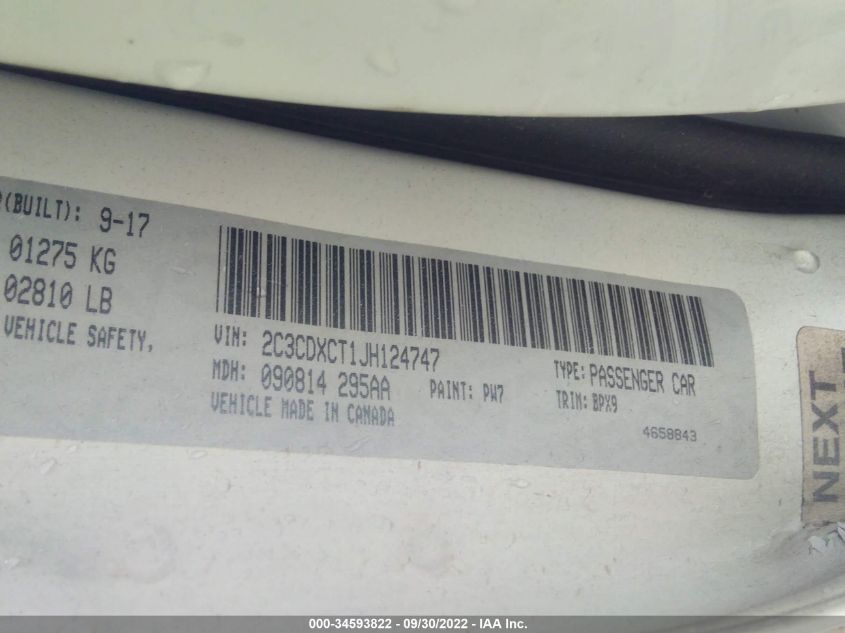 (BUILT): 9-17
01275 KG
02810 LB
VEHICLE SAFETY,
VIN: 2C3CDXCT1JH124747
MDH: 090814 295AA
PAINT: PW7
VEHICLE MADE IN CANADA
TYPE: PASSENGER CAR
TRIM: BPX9
4658843
NEXT
000-34593822 - 09/30/2022 - IAA Inc.